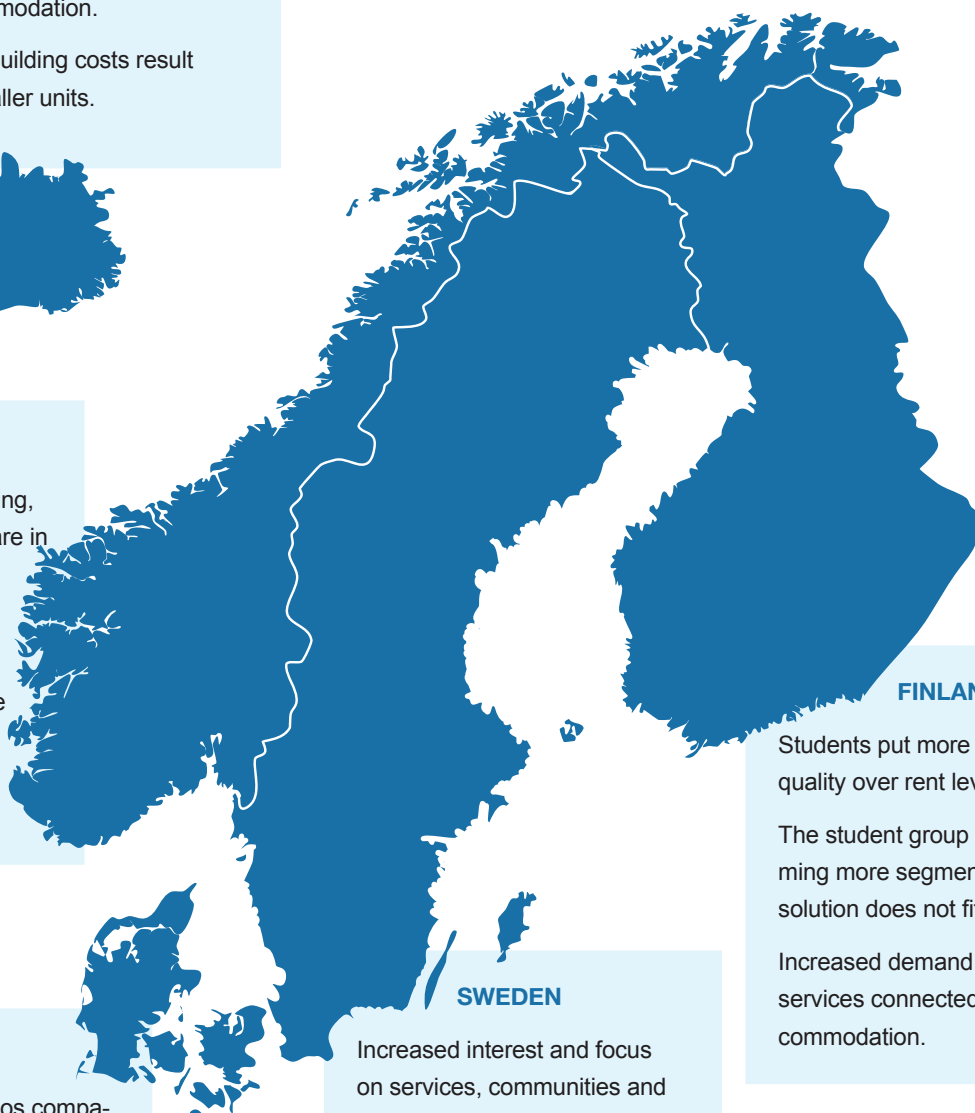 modation.
uilding costs result
aller units.
ng,
are in
e
FINLAN
Students put more
quality over rent lev
The student group
ming more segmen
solution does not fi
Increased demand
services connected
commodation.
SWEDEN
Increased interest and focus
on services, communities and
os compa-